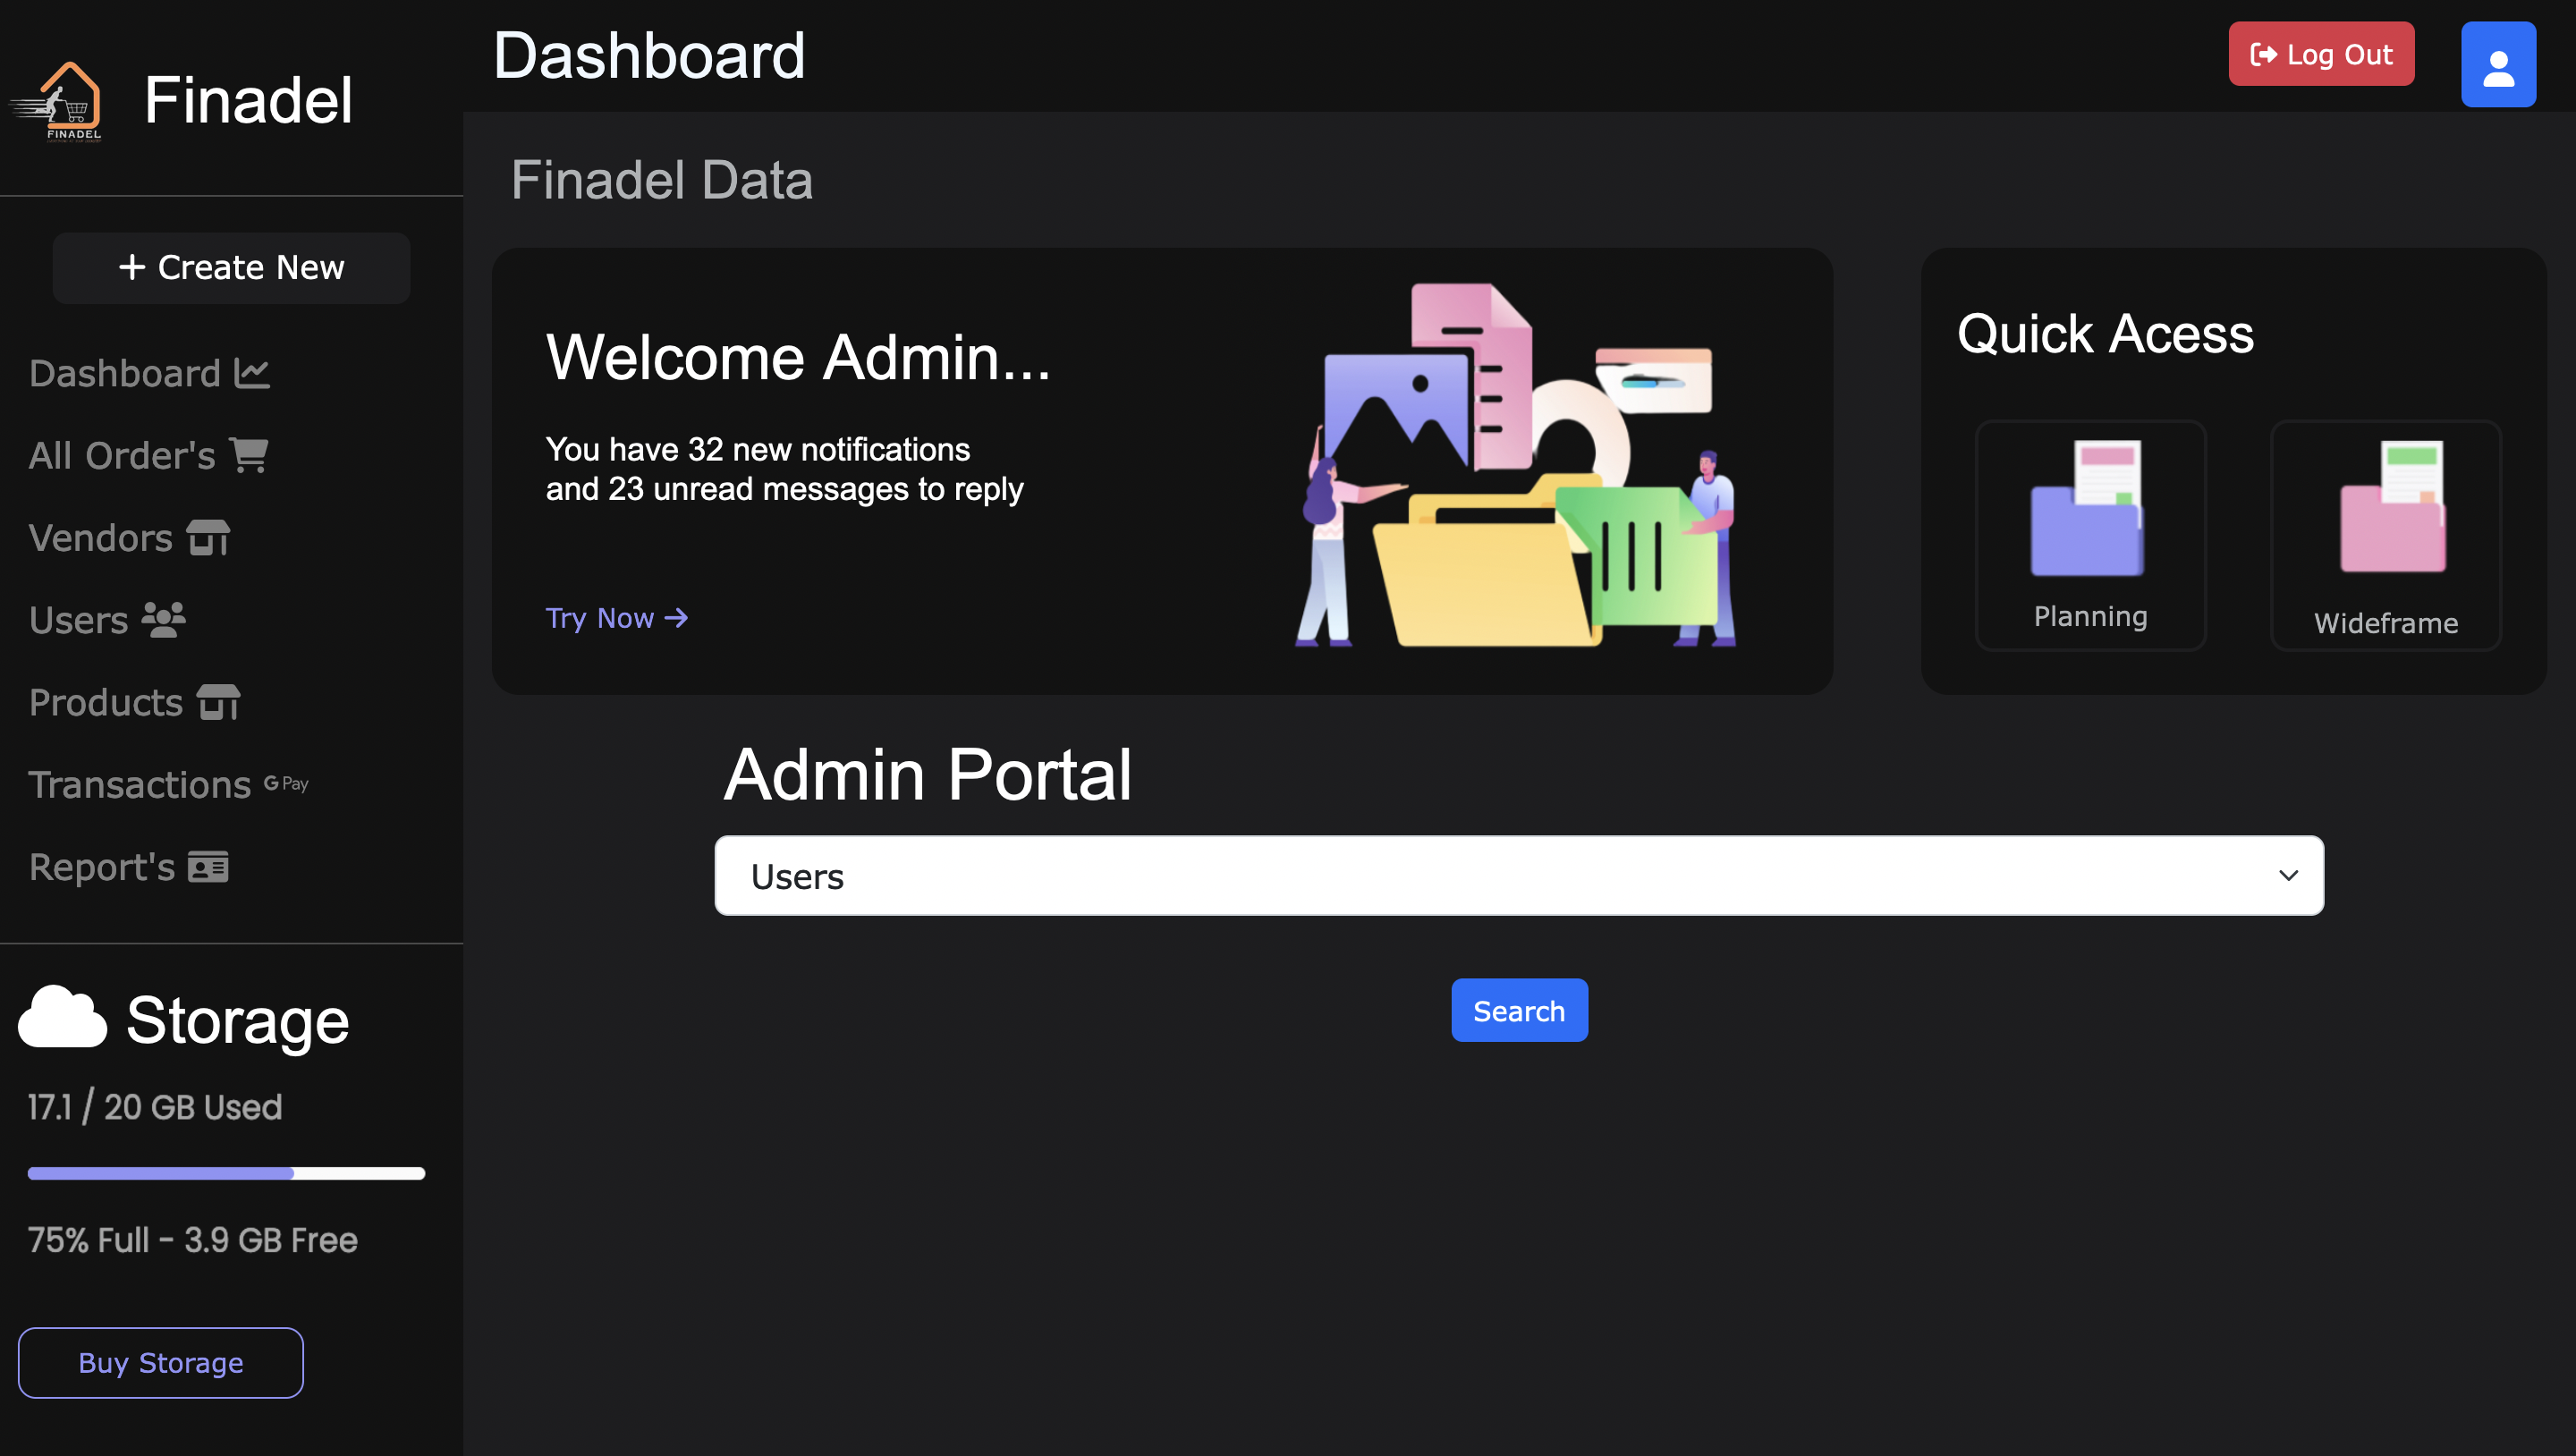 FINADEL
Finadel
+ Create New
Dashboard
All Order's
Vendors
Users
Products
Transactions G Pay
Report's
Storage
17.1 / 20 GB Used
75% Full - 3.9 GB Free
Buy Storage
Dashboard
Log Out
Finadel Data
Welcome Admin...
You have 32 new notifications
and 23 unread messages to reply
Try Now →
Quick Acess
Planning
Wideframe
Admin Portal
Users
Search